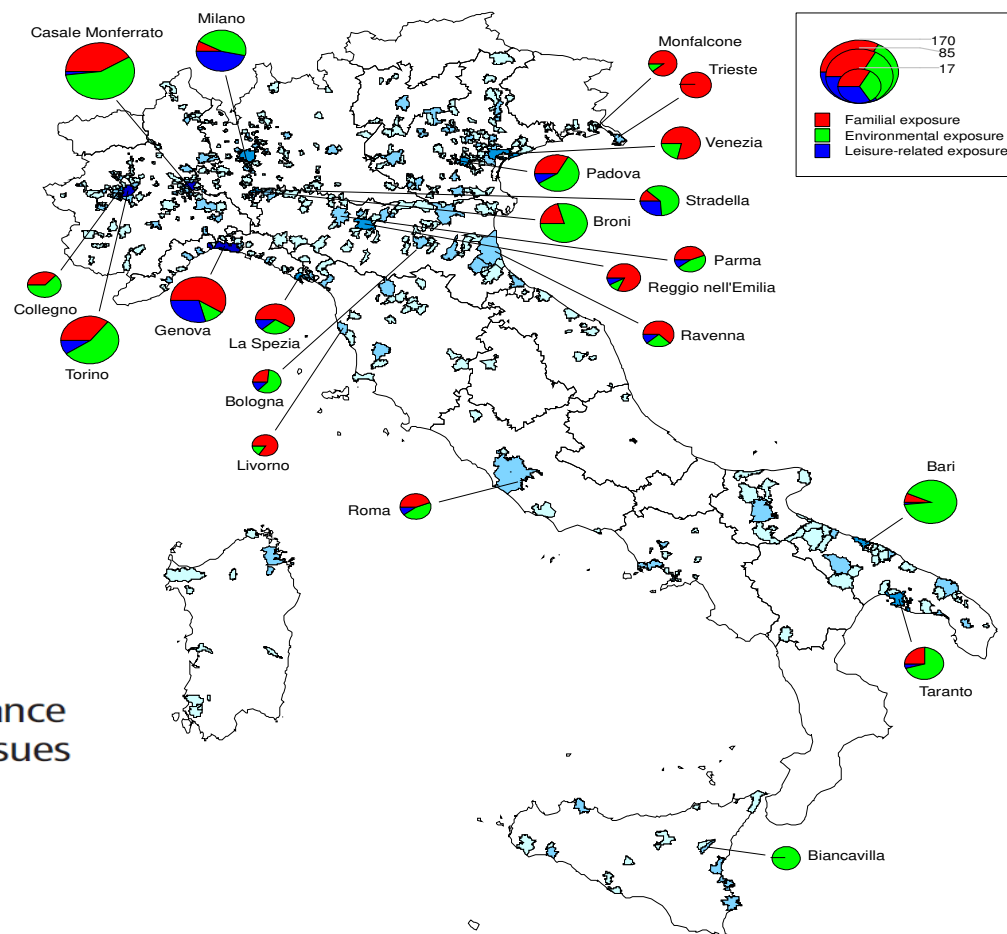 Milano
Casale Monferrato
Monfalcone
Trieste
Venezia
Padova
Stradella
Broni
Parma
Reggio nell'Emilia
Collegno
Genova
La Spezia
Ravenna
Torino
Bologna
Livorno
Roma
Bari
Taranto
Biancavilla
170
85
17
Familial exposure
Environmental exposure
Leisure-related exposure
ance
sues